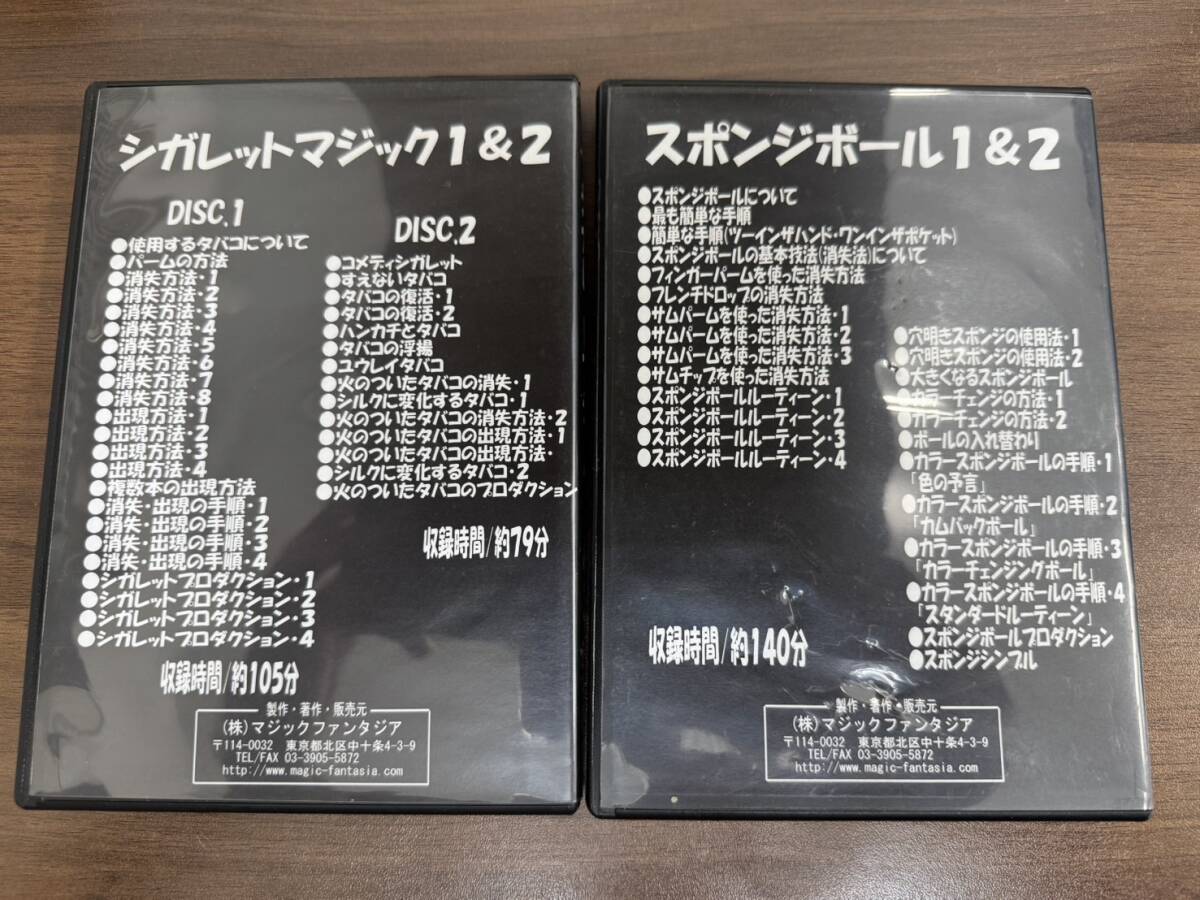 シガレットマジック1&2
DISC.1
●使用するタバコについて
●パームの方法
●消失方法・1
●消失方法・2
●消失方法・3
●消失方法・4
●消失方法・5
●消失方法・6
●消失方法・7
●消失方法・8
●出現方法・1
●出現方法・2
●出現方法・3
●出現方法・4
●複数本の出現方法
●消失・出現の手順・1
●消失・出現の手順・2
●消失・出現の手順・3
●消失・出現の手順・4
●シガレットプロダクション・1
●シガレットプロダクション・2
●シガレットプロダクション・3
●シガレットプロダクション・4
収録時間/約105分
DISC.2
●コメディシガレット
●すえないタバコ
●タバコの復活・1
●タバコの復活・2
●ハンカチとタバコ
●タバコの浮揚
●ユウレイタバコ
●火のついたタバコの消失・1
●シルクに変化するタバコ・1
●火のついたタバコの消失方法・2
●火のついたタバコの出現方法・1
●火のついたタバコの出現方法・
●シルクに変化するタバコ・2
●火のついたタバコのプロダクション
収録時間/約79分
製作・著作・販売元
(株)マジックファンタジア
〒114-0032 東京都北区中十条4-3-9
TEL/FAX 03-3905-5872
http://www.magic-fantasia.com
スポンジボール1&2
●スポンジボールについて
●最も簡単な手順
●簡単な手順(ツーインザハンド・ワンインザポケット)
●スポンジボールの基本技法(消失法)について
●フィンガーパームを使った消失方法
●フレンチドロップの消失方法
●サムパームを使った消失方法・1
●サムパームを使った消失方法・2
●サムパームを使った消失方法・3
●サムチップを使った消失方法
●スポンジボールルーティーン・1
●スポンジボールルーティーン・2
●スポンジボールルーティーン・3
●スポンジボールルーティーン・4
●穴明きスポンジの使用法・1
●穴明きスポンジの使用法・2
●大きくなるスポンジボール
●カラーチェンジの方法・1
●カラーチェンジの方法・2
●ボールの入れ替わり
●カラースポンジボールの手順・1
「色の予言」
●カラースポンジボールの手順・2
「カムバックボール」
●カラースポンジボールの手順・3
「カラーチェンジングボール」
●カラースポンジボールの手順・4
「スタンダードルーティーン」
●スポンジボールプロダクション
●スポンジシンブル
収録時間/約140分
製作・著作・販売元
(株)マジックファンタジア
〒114-0032 東京都北区中十条4-3-9
TEL/FAX 03-3905-5872
http://www.magic-fantasia.com